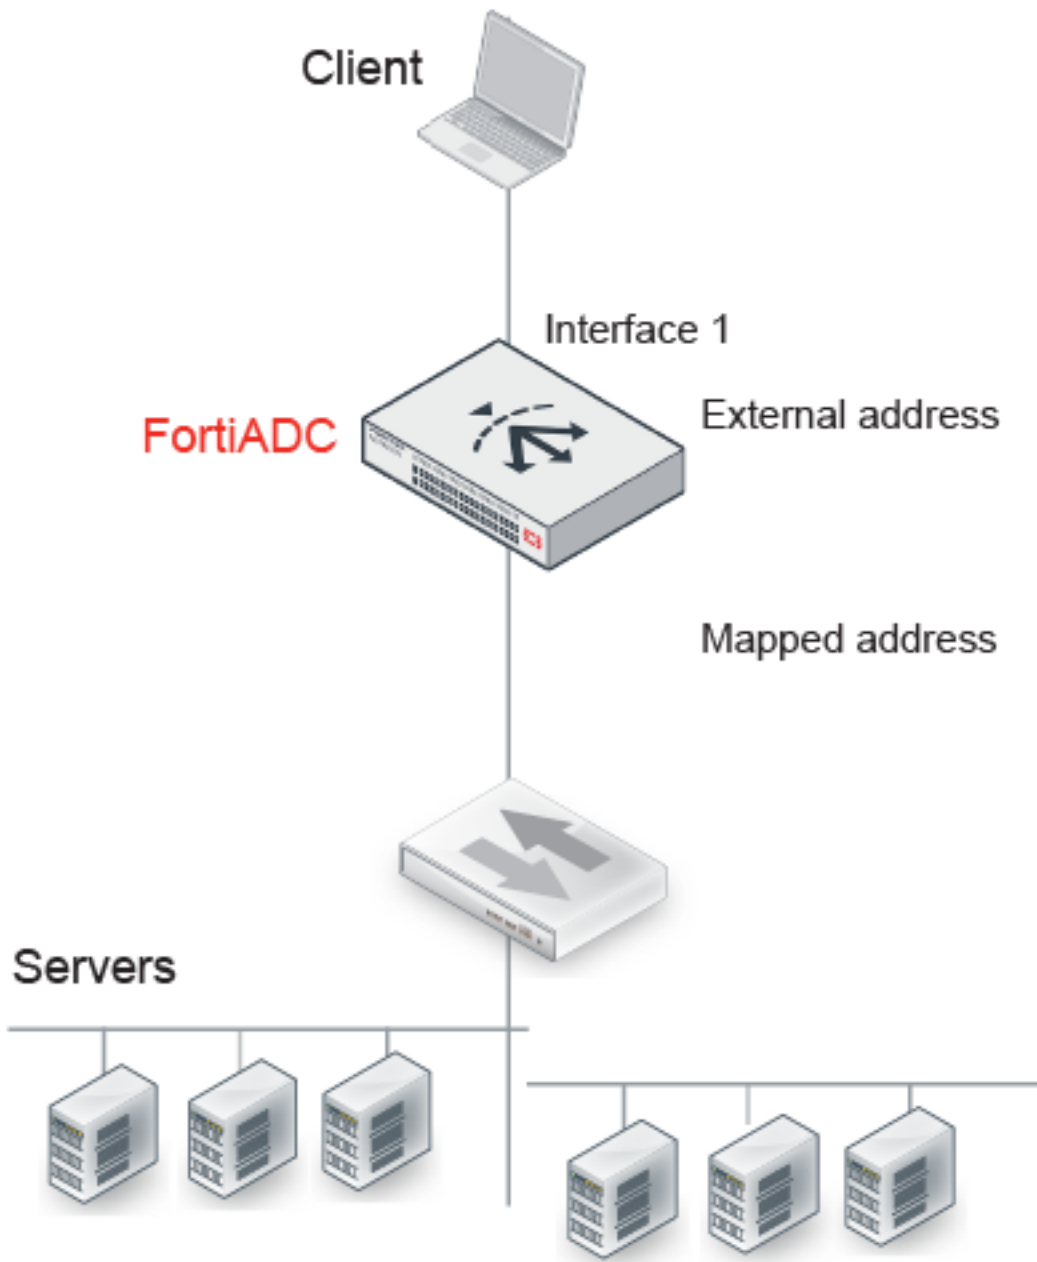 Client
Interface 1
External address
FortiADC
Mapped address
Servers